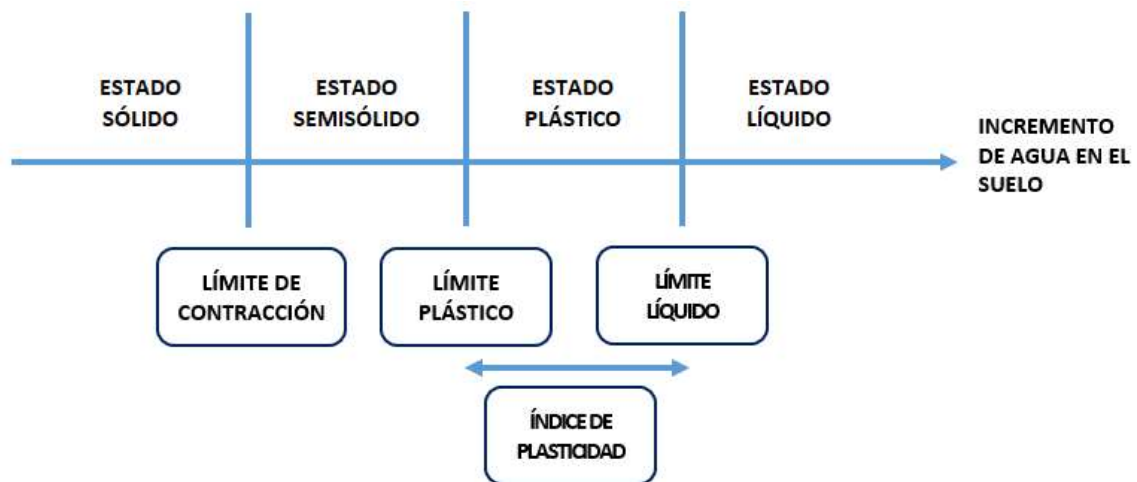 ESTADO
SÓLIDO
ESTADO
SEMISÓLIDO
ESTADO
PLÁSTICO
ESTADO
LÍQUIDO
INCREMENTO
DE AGUA EN EL
SUELO
LÍMITE DE
CONTRACCIÓN
LÍMITE
PLÁSTICO
LÍMITE
LÍQUIDO
ÍNDICE DE
PLASTICIDAD